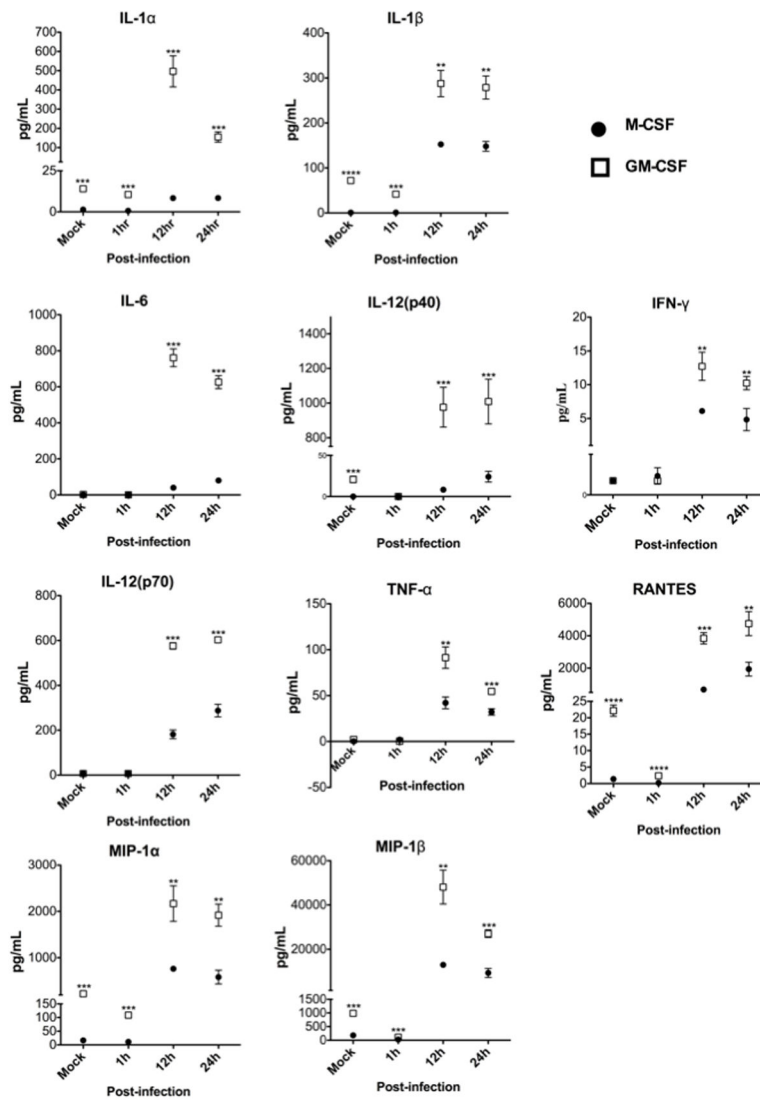 IL-1α
pg/mL
700
600
500
400
300
200
100
25
0
***
***
***
***
Mock
1hr
12hr
24hr
Post-infection
IL-1β
pg/mL
400
300
200
100
0
****
***
**
**
Mock
1h
12h
24h
Post-infection
M-CSF
GM-CSF
IL-6
pg/mL
1000
800
600
400
200
0
***
***
Mock
1h
12h
24h
Post-infection
IL-12(p40)
pg/mL
1400
1200
1000
800
50
0
***
***
***
Mock
1h
12h
24h
Post-infection
IFN-γ
pg/mL
20
15
10
5
0
**
**
Mock
1h
12h
24h
Post-infection
IL-12(p70)
pg/mL
800
600
400
200
0
***
***
Mock
1h
12h
24h
Post-infection
TNF-α
pg/mL
150
100
50
0
-50
**
***
Mock
1h
12h
24h
Post-infection
RANTES
pg/mL
6000
4000
2000
25
20
15
10
5
0
****
****
***
**
Mock
1h
12h
24h
Post-infection
MIP-1α
pg/mL
3000
2000
1000
150
100
50
0
***
***
**
**
Mock
1h
12h
24h
Post-infection
MIP-1β
pg/mL
60000
40000
20000
1500
1000
500
0
***
***
**
***
Mock
1h
12h
24h
Post-infection